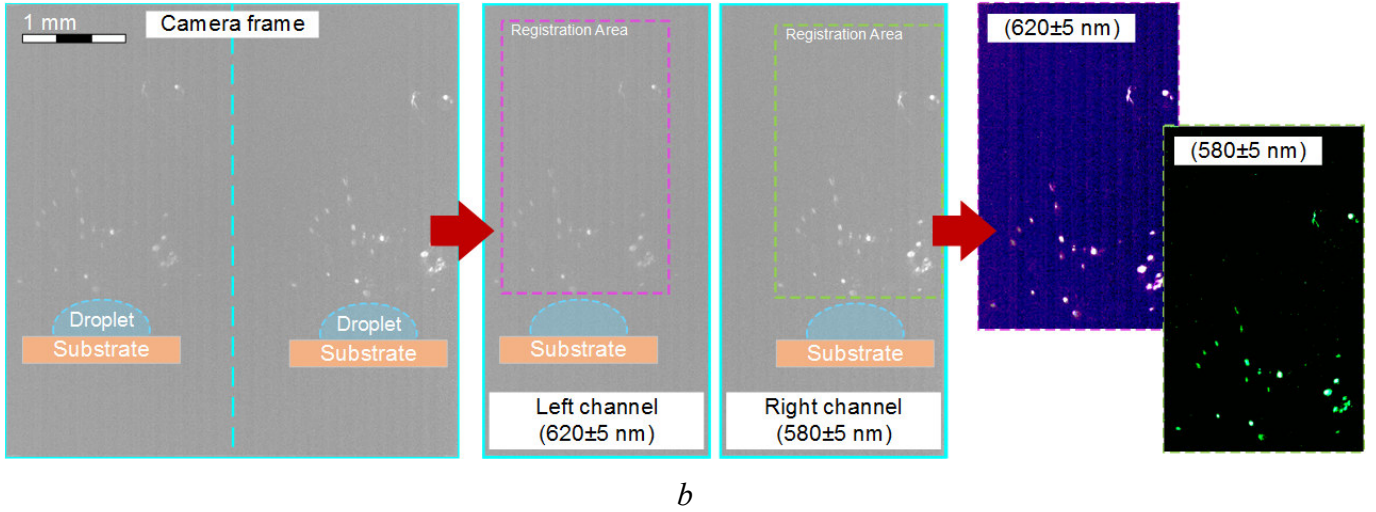 1 mm
Camera frame
Droplet
Substrate
Droplet
Substrate
Registration Area
Left channel
(620±5 nm)
Registration Area
Substrate
Right channel
(580±5 nm)
Substrate
(620±5 nm)
(580±5 nm)
b